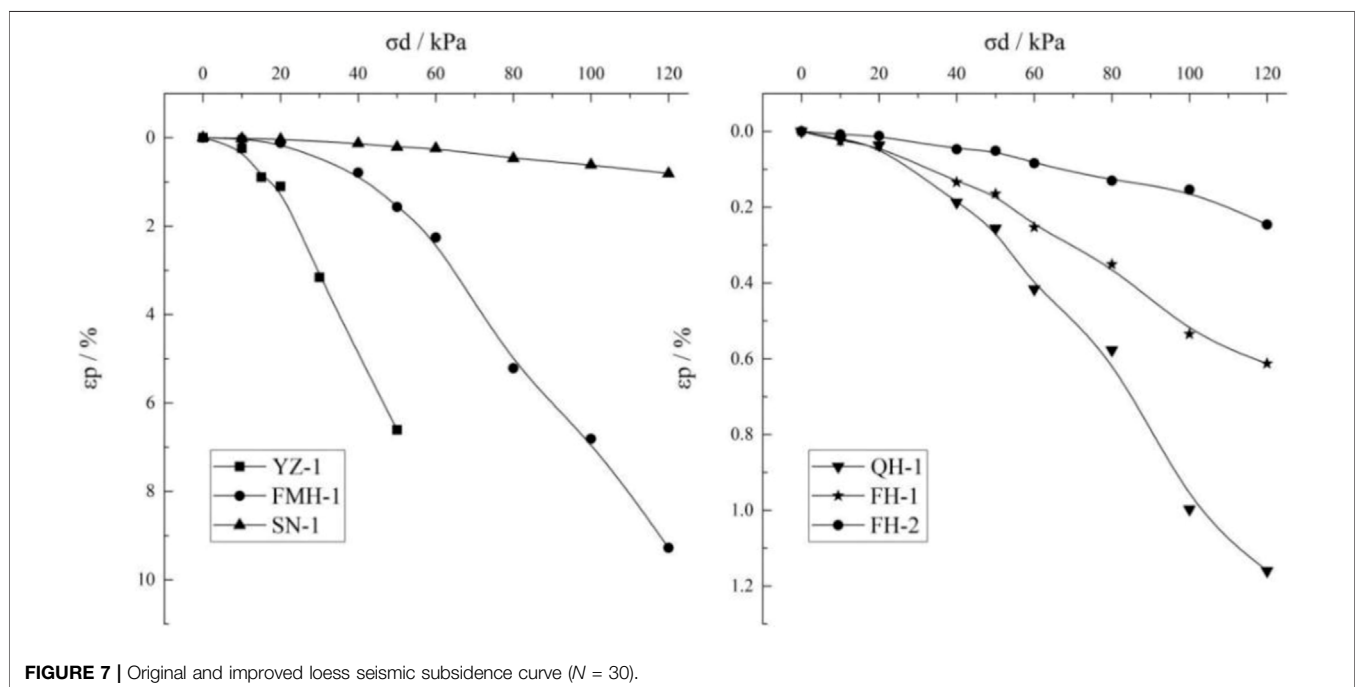 σd / kPa
0 20 40 60 80 100 120
0
2
4
6
8
10
εp / %
YZ-1
FMH-1
SN-1
σd / kPa
0 20 40 60 80 100 120
0.0
0.2
0.4
0.6
0.8
1.0
1.2
εp / %
QH-1
FH-1
FH-2
FIGURE 7 | Original and improved loess seismic subsidence curve (N = 30).